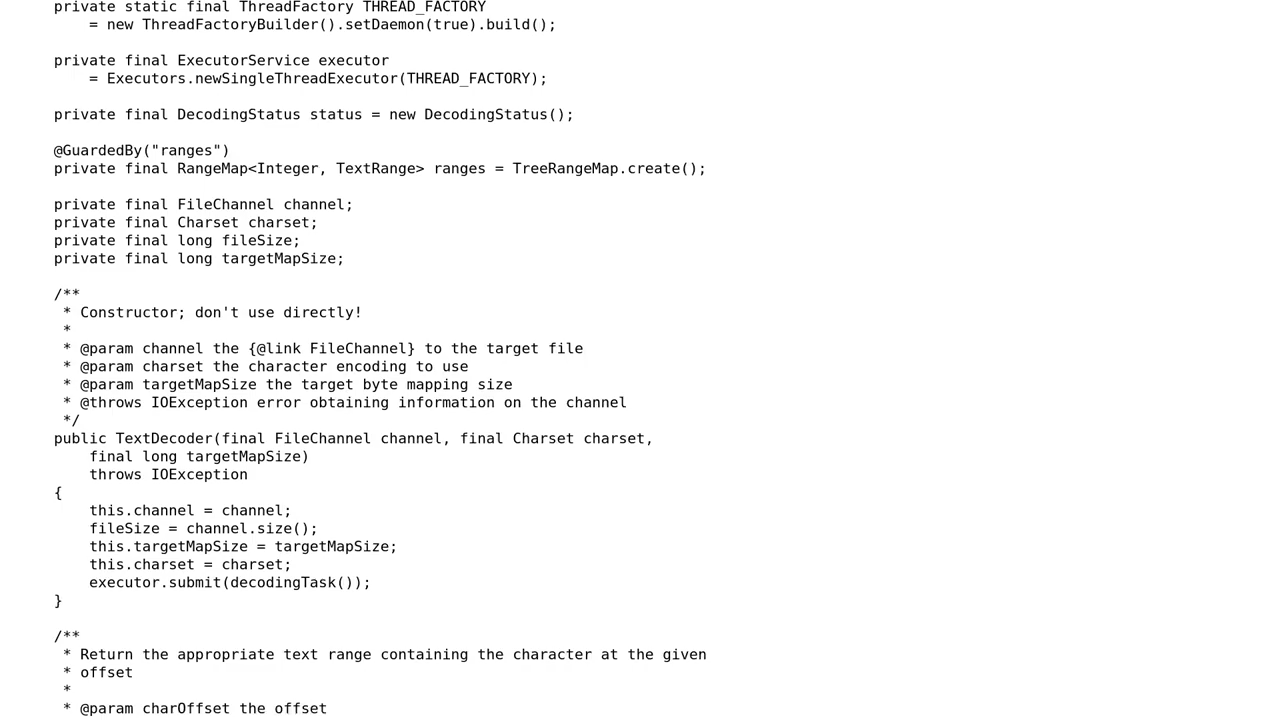 private static final ThreadFactory THREAD_FACTORY
    = new ThreadFactoryBuilder().setDaemon(true).build();

private final ExecutorService executor
    = Executors.newSingleThreadExecutor(THREAD_FACTORY);

private final DecodingStatus status = new DecodingStatus();

@GuardedBy("ranges")
private final RangeMap<Integer, TextRange> ranges = TreeRangeMap.create();

private final FileChannel channel;
private final Charset charset;
private final long fileSize;
private final long targetMapSize;

/**
 * Constructor; don't use directly!
 *
 * @param channel the {@link FileChannel} to the target file
 * @param charset the character encoding to use
 * @param targetMapSize the target byte mapping size
 * @throws IOException error obtaining information on the channel
 */
public TextDecoder(final FileChannel channel, final Charset charset,
    final long targetMapSize)
    throws IOException
{
    this.channel = channel;
    fileSize = channel.size();
    this.targetMapSize = targetMapSize;
    this.charset = charset;
    executor.submit(decodingTask());
}

/**
 * Return the appropriate text range containing the character at the given
 * offset
 *
 * @param charOffset the offset